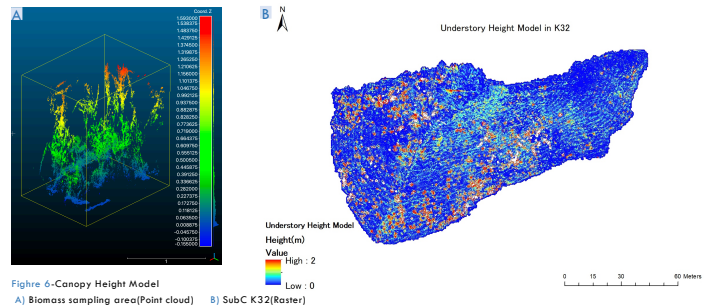 A
Coord. Z
1.592000
1.538375
1.483750
1.429125
1.374500
1.319875
1.265250
1.210625
1.156000
1.101375
1.046750
0.992125
0.937500
0.882875
0.828250
0.773625
0.719000
0.664375
0.609750
0.555125
0.500500
0.445875
0.391250
0.336625
0.282000
0.227375
0.172750
0.118125
0.063500
0.008875
-0.045750
-0.100375
-0.155000
1
B
N
Understory Height Model in K32
Understory Height Model
Height(m)
Value
High : 2
Low : 0
0 15 30 60 Meters
Fighre 6-Canopy Height Model
A) Biomass sampling area(Point cloud) B) SubC K32(Raster)